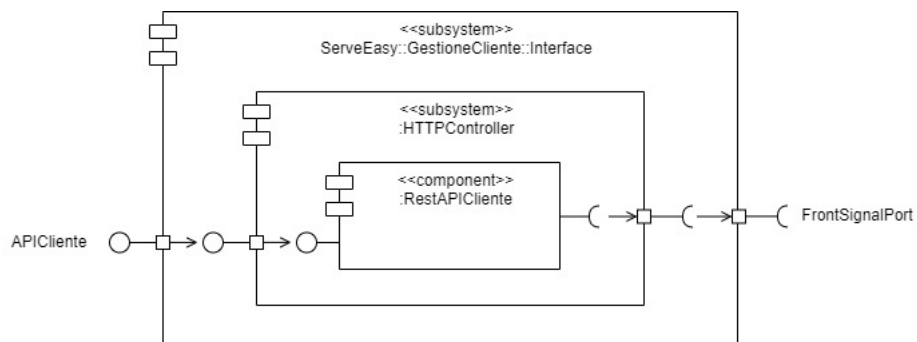 <<subsystem>>
ServeEasy::GestioneCliente::Interface
<<subsystem>>
:HTTPController
<<component>>
:RestAPICliente
APICliente
FrontSignalPort